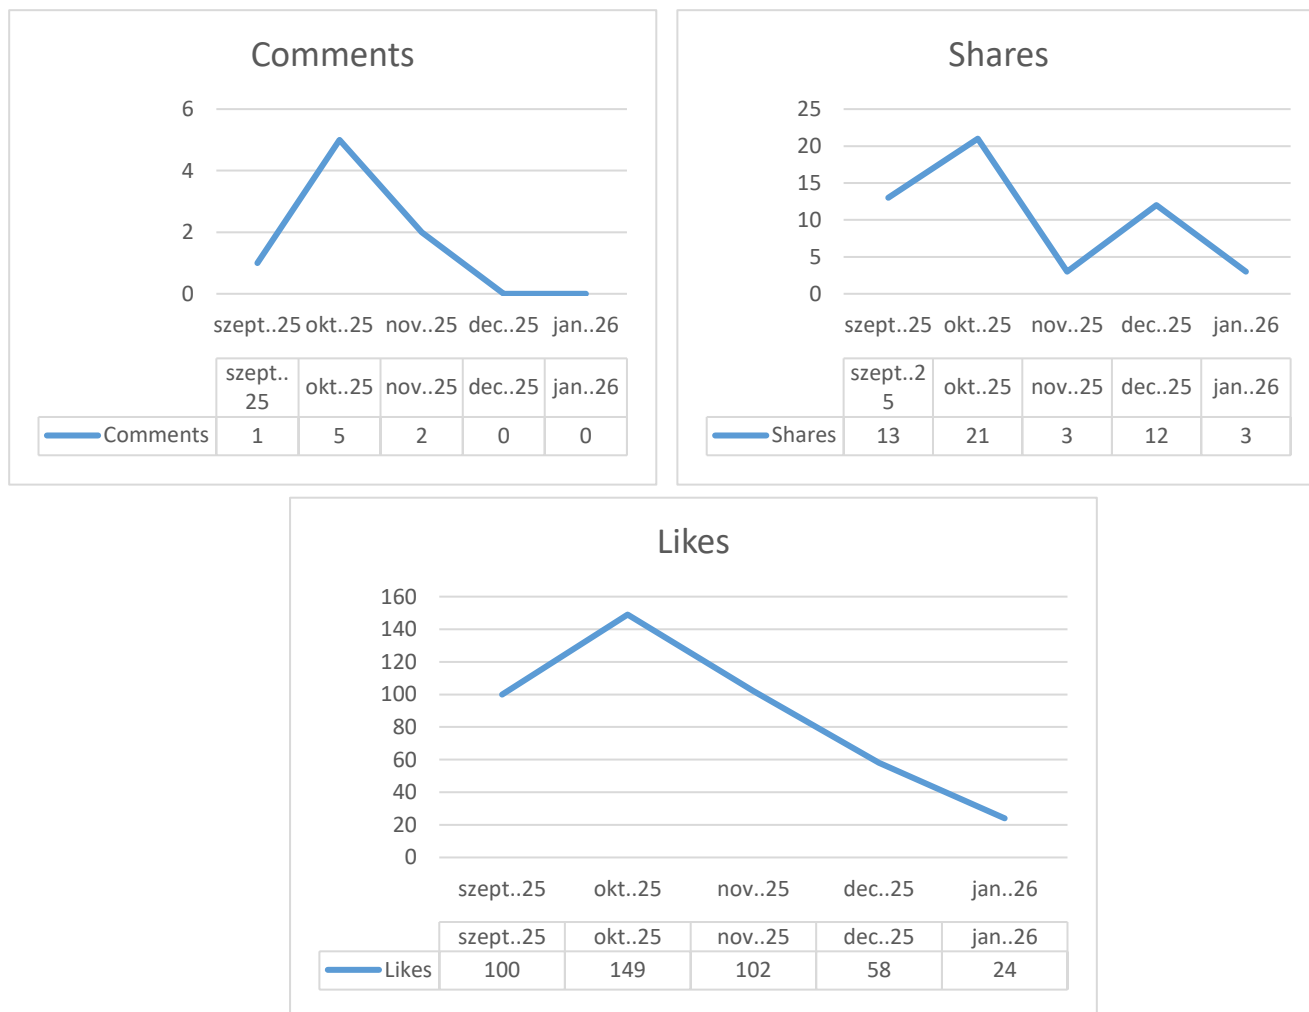 Comments
6
4
2
0
szept..25 okt..25 nov..25 dec..25 jan..26
szept..
25 okt..25 nov..25 dec..25 jan..26
Comments 1 5 2 0 0
Shares
25
20
15
10
5
0
szept..25 okt..25 nov..25 dec..25 jan..26
szept..2
5 okt..25 nov..25 dec..25 jan..26
Shares 13 21 3 12 3
Likes
160
140
120
100
80
60
40
20
0
szept..25 okt..25 nov..25 dec..25 jan..26
szept..25 okt..25 nov..25 dec..25 jan..26
Likes 100 149 102 58 24